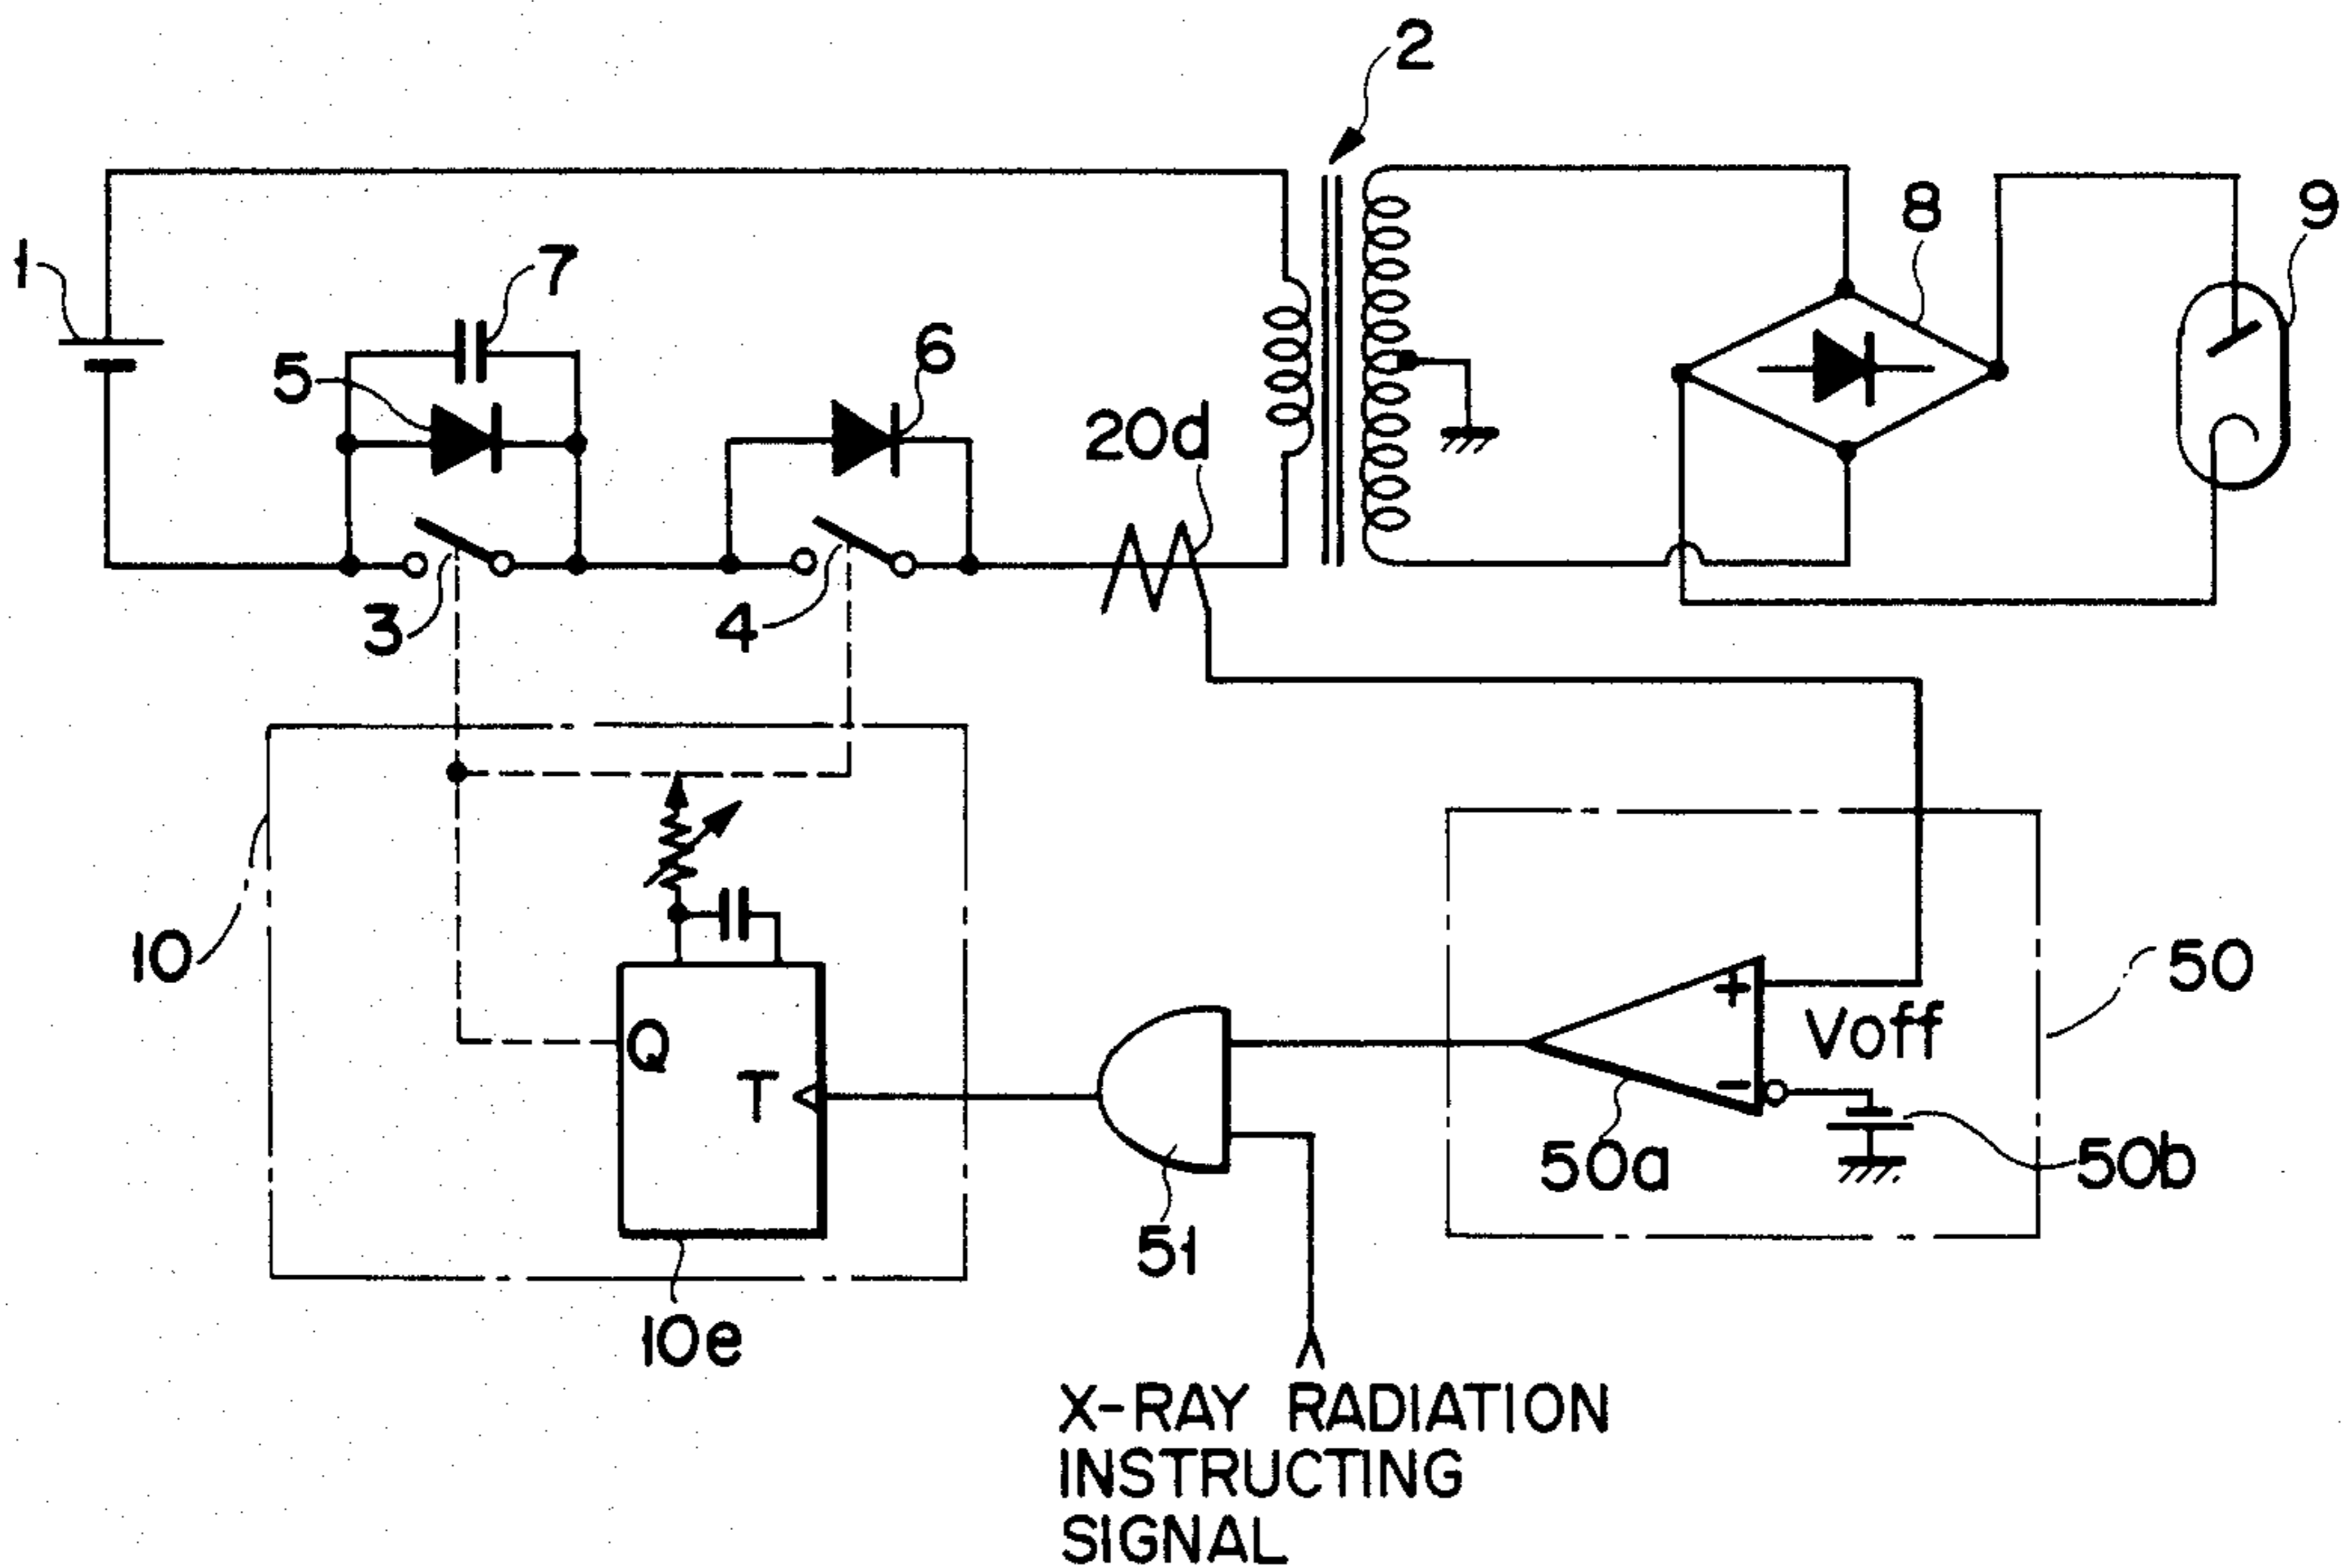 2
1
7
8
9
5
6
20d
3
4
10
Q
T
+
Voff
-
50
50a
50b
51
10e
X-RAY RADIATION
INSTRUCTING
SIGNAL